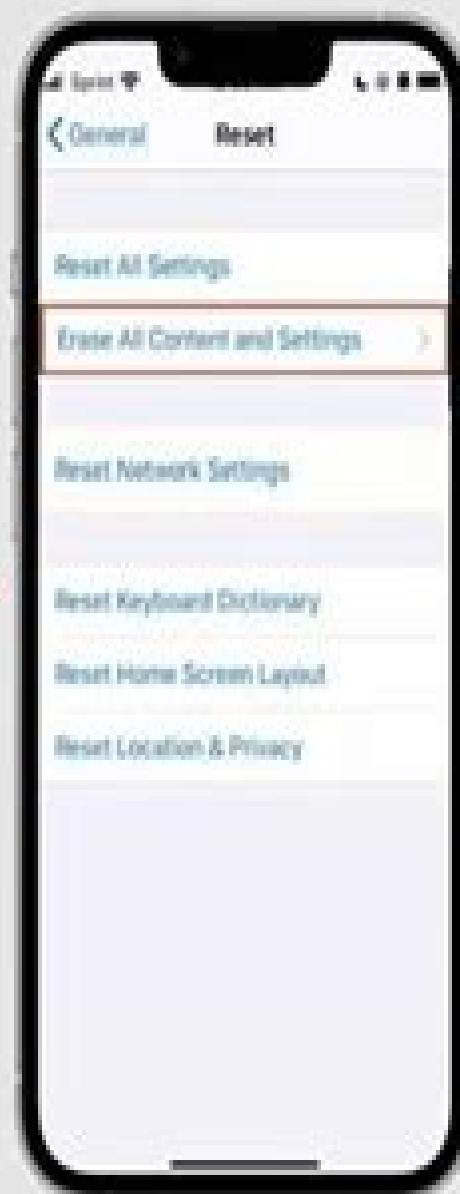 Sprint
General Reset
Reset All Settings
Erase All Content and Settings
Reset Network Settings
Reset Keyboard Dictionary
Reset Home Screen Layout
Reset Location & Privacy